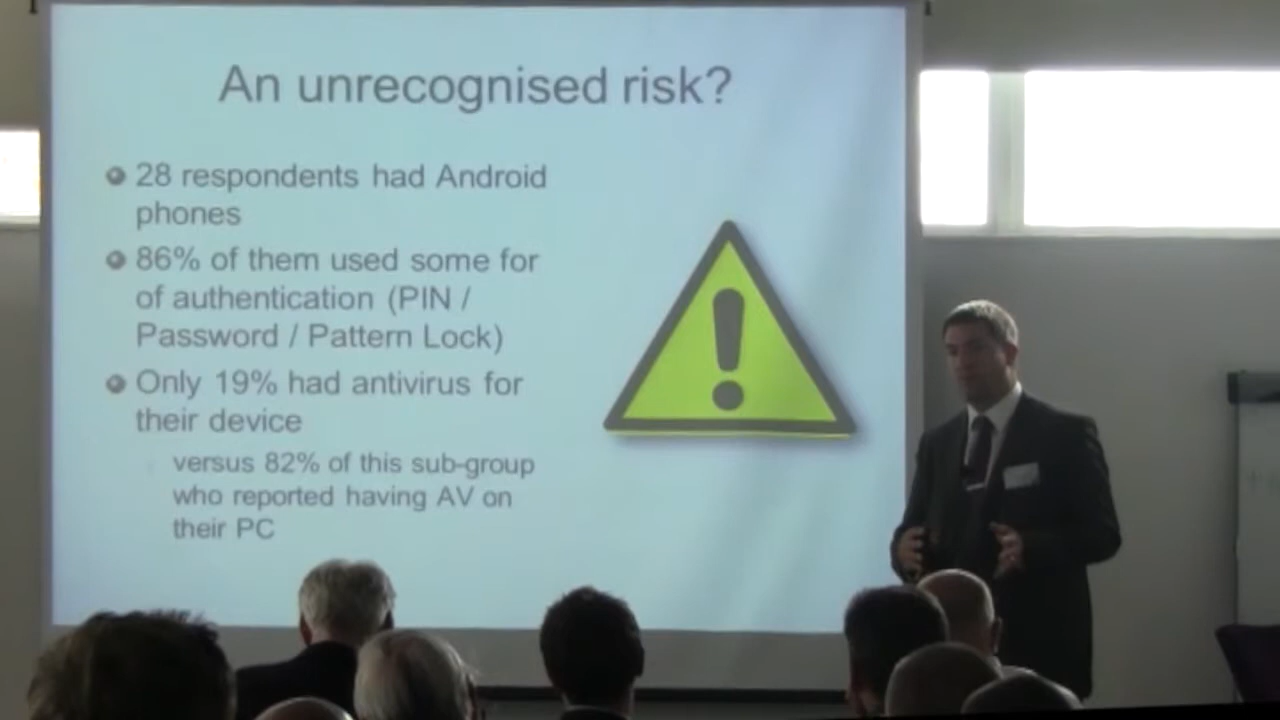 An unrecognised risk?
28 respondents had Android
phones
86% of them used some for
of authentication (PIN /
Password / Pattern Lock)
Only 19% had antivirus for
their device
versus 82% of this sub-group
who reported having AV on
their PC